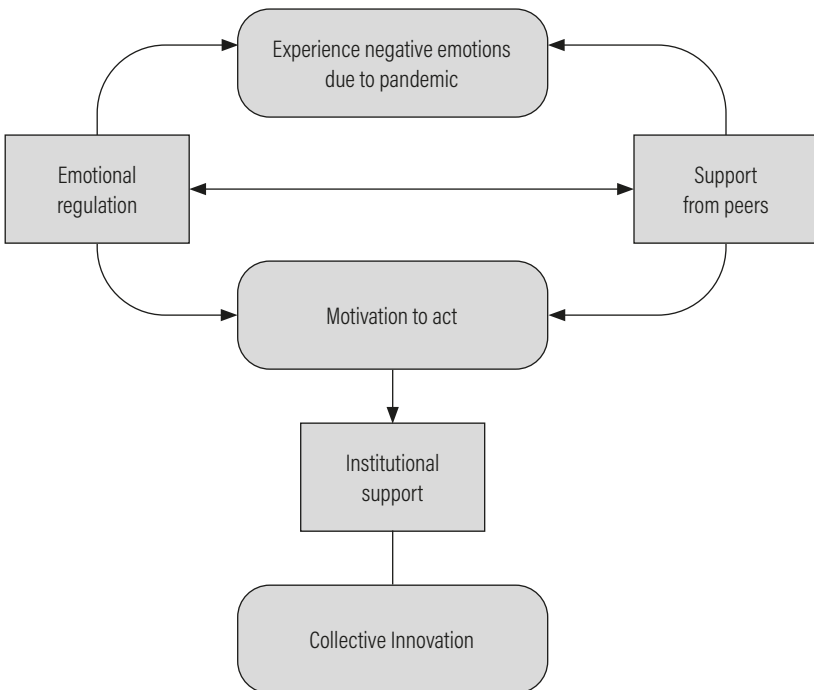 Experience negative emotions
due to pandemic
Emotional
regulation
Support
from peers
Motivation to act
Institutional
support
Collective Innovation